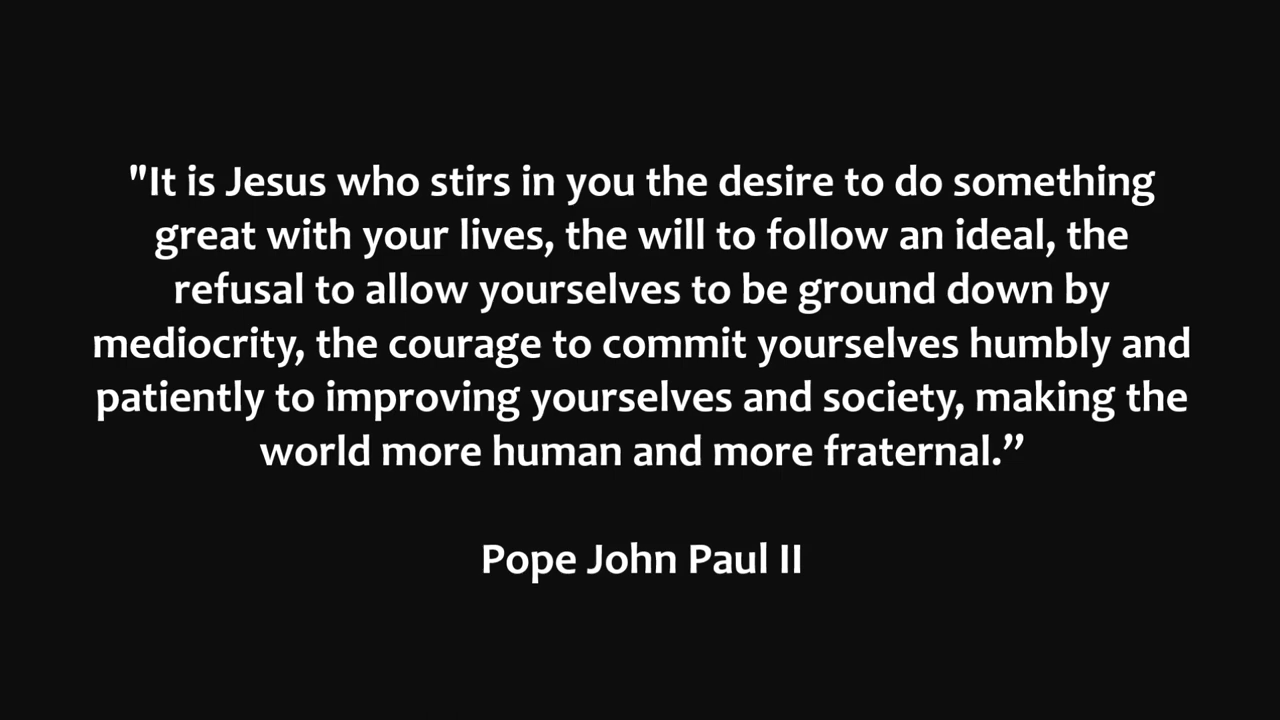 "It is Jesus who stirs in you the desire to do something
great with your lives, the will to follow an ideal, the
refusal to allow yourselves to be ground down by
mediocrity, the courage to commit yourselves humbly and
patiently to improving yourselves and society, making the
world more human and more fraternal.”
Pope John Paul II